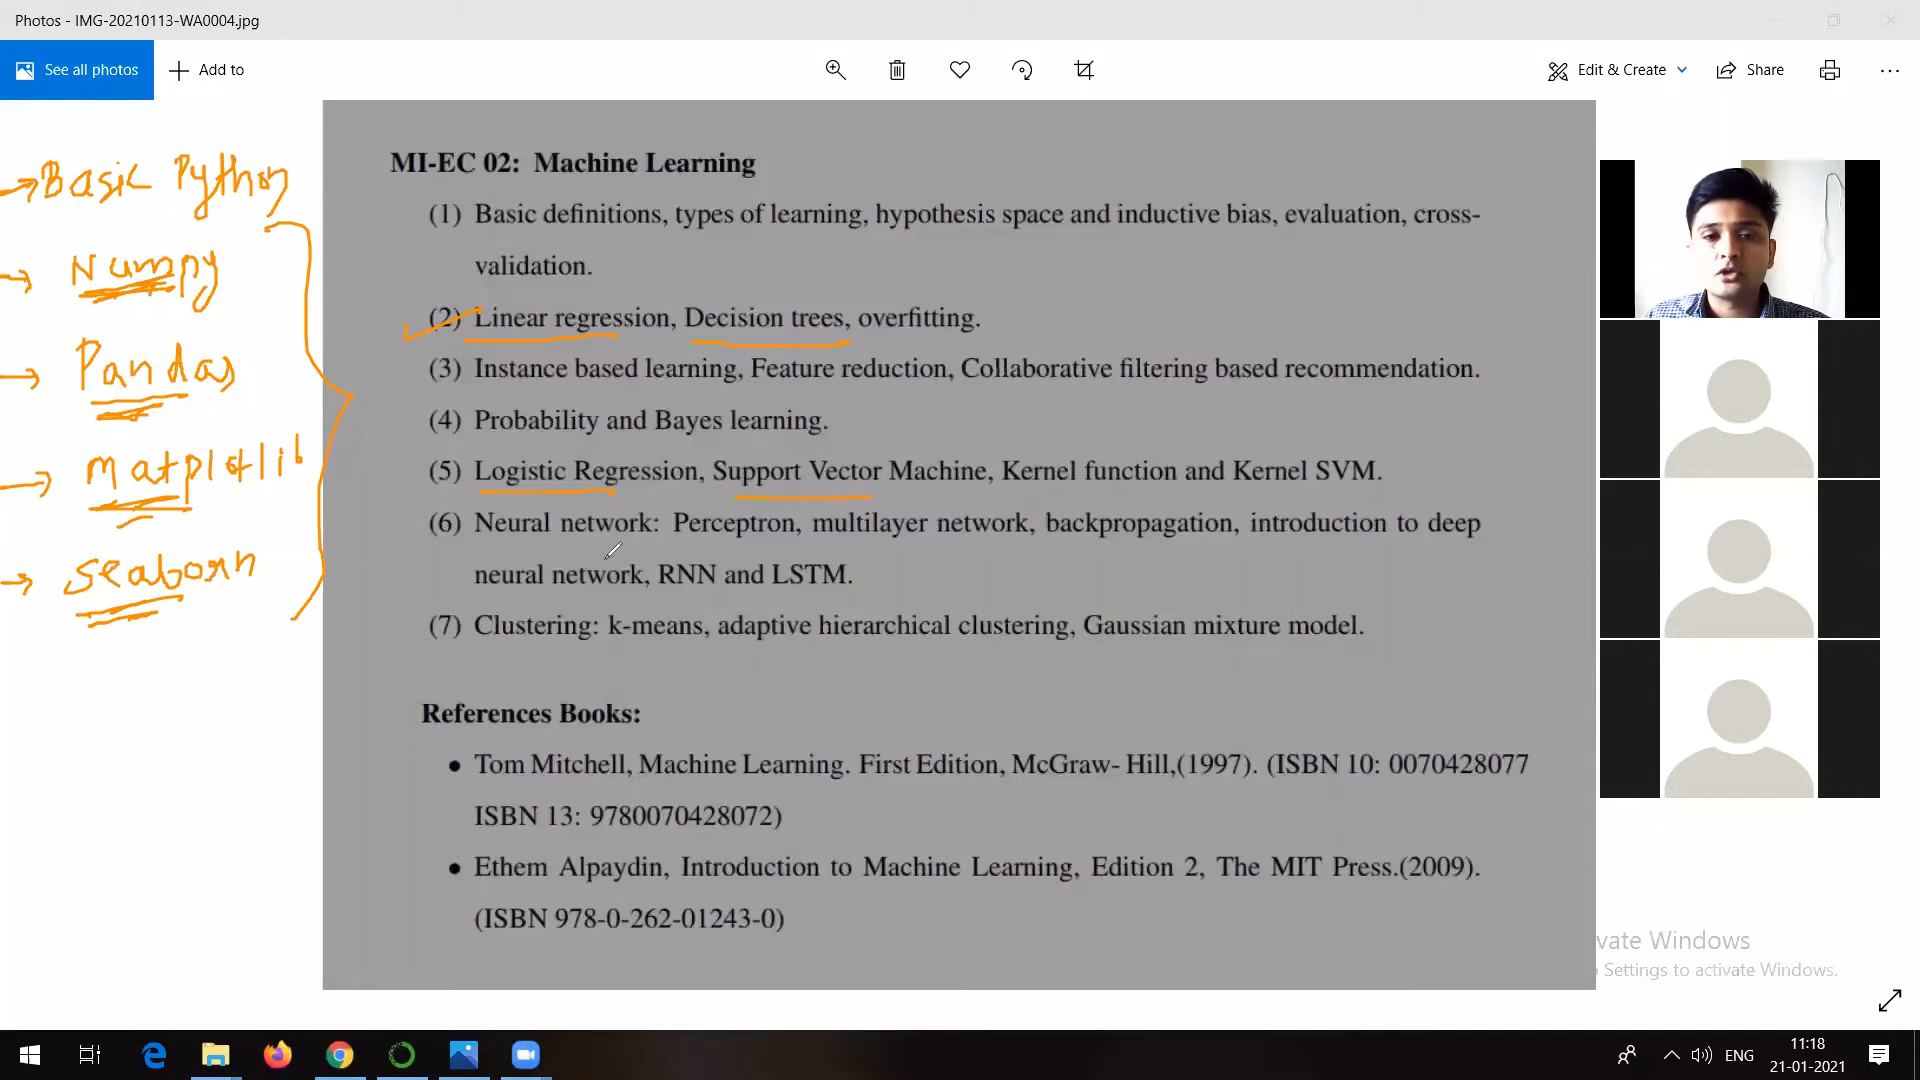 Photos - IMG-20210113-WA0004.jpg
See all photos
Add to
Edit & Create
Share
Basic Python
Numpy
Pandas
matplotlib
seaborn
MI-EC 02: Machine Learning
(1) Basic definitions, types of learning, hypothesis space and inductive bias, evaluation, cross-
validation.
(2) Linear regression, Decision trees, overfitting.
(3) Instance based learning, Feature reduction, Collaborative filtering based recommendation.
(4) Probability and Bayes learning.
(5) Logistic Regression, Support Vector Machine, Kernel function and Kernel SVM.
(6) Neural network: Perceptron, multilayer network, backpropagation, introduction to deep
neural network, RNN and LSTM.
(7) Clustering: k-means, adaptive hierarchical clustering, Gaussian mixture model.
References Books:
• Tom Mitchell, Machine Learning. First Edition, McGraw- Hill,(1997). (ISBN 10: 0070428077
ISBN 13: 9780070428072)
• Ethem Alpaydin, Introduction to Machine Learning, Edition 2, The MIT Press.(2009).
(ISBN 978-0-262-01243-0)
vate Windows
Settings to activate Windows.
ENG
11:18
21-01-2021